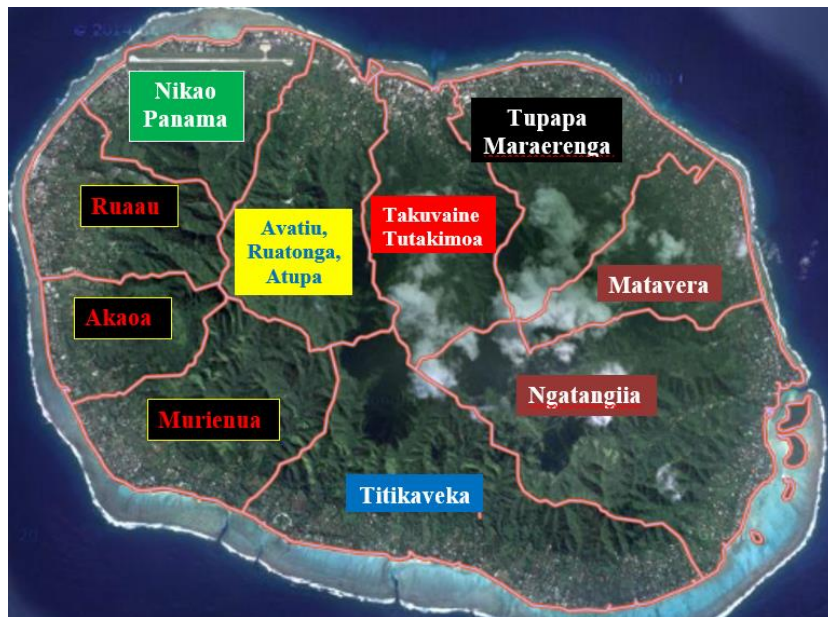 Nikao
Panama
Tupapa
Maraerenga
Ruaau
Avatiu,
Ruatonga,
Atupa
Takuvaine
Tutakimoa
Matavera
Akaoa
Ngatangiia
Murienua
Titikaveka